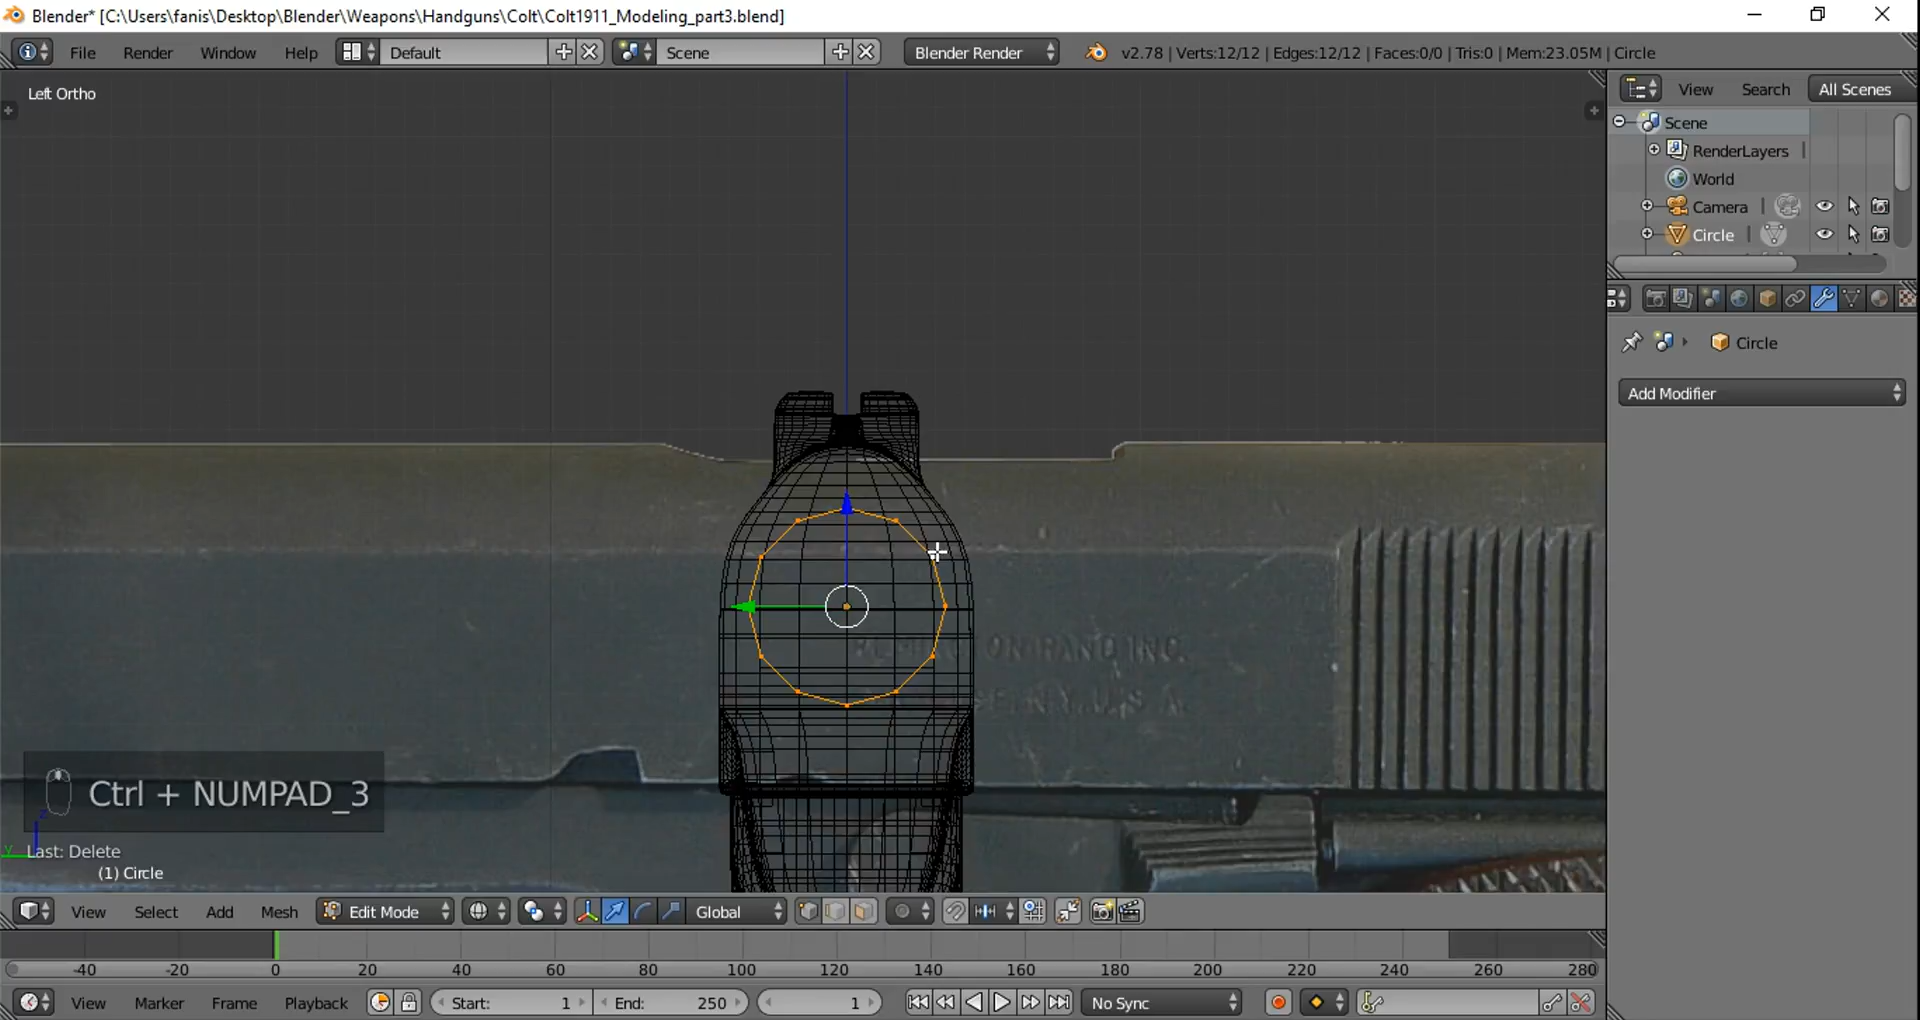 Blender* [C:\Users\fanis\Desktop\Blender\Weapons\Handguns\Colt\Colt1911_Modeling_part3.blend]
File Render Window Help Default Scene Blender Render v2.78 | Verts:12/12 | Edges:12/12 | Faces:0/0 | Tris:0 | Mem:23.05M | Circle
Left Ortho
View Search All Scenes
Scene
RenderLayers
World
Camera
Circle
Circle
Add Modifier
INC.
Ctrl + NUMPAD_3
z
y
Last: Delete
(1) Circle
View Select Add Mesh Edit Mode Global
-40 -20 0 20 40 60 80 100 120 140 160 180 200 220 240 260 280
View Marker Frame Playback Start: 1 End: 250 1 No Sync